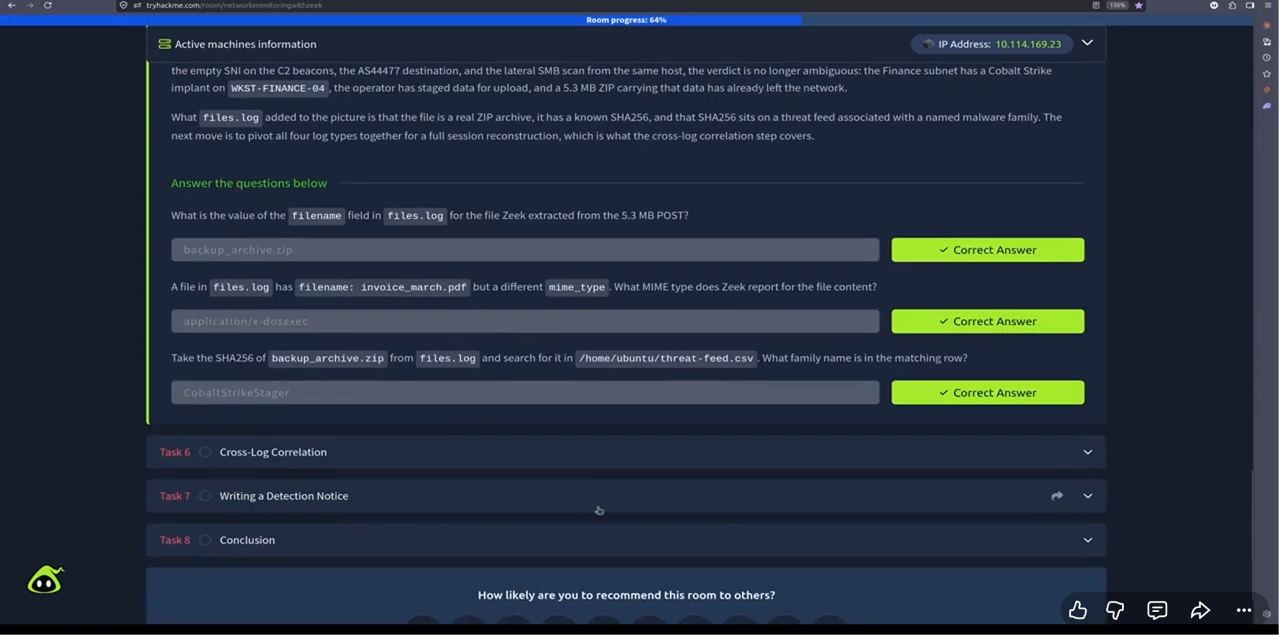 tryhackme.com/room/networkmonitoringwithzeek
150%
Room progress: 64%
Active machines information
IP Address: 10.114.169.23
the empty SNI on the C2 beacons, the AS44477 destination, and the lateral SMB scan from the same host, the verdict is no longer ambiguous: the Finance subnet has a Cobalt Strike
implant on WKST-FINANCE-04, the operator has staged data for upload, and a 5.3 MB ZIP carrying that data has already left the network.
What files.log added to the picture is that the file is a real ZIP archive, it has a known SHA256, and that SHA256 sits on a threat feed associated with a named malware family. The
next move is to pivot all four log types together for a full session reconstruction, which is what the cross-log correlation step covers.
Answer the questions below
What is the value of the filename field in files.log for the file Zeek extracted from the 5.3 MB POST?
backup_archive.zip
✓ Correct Answer
A file in files.log has filename: invoice_march.pdf but a different mime_type. What MIME type does Zeek report for the file content?
application/x-dosexec
✓ Correct Answer
Take the SHA256 of backup_archive.zip from files.log and search for it in /home/ubuntu/threat-feed.csv. What family name is in the matching row?
CobaltStrikeStager
✓ Correct Answer
Task 6 Cross-Log Correlation
Task 7 Writing a Detection Notice
Task 8 Conclusion
How likely are you to recommend this room to others?